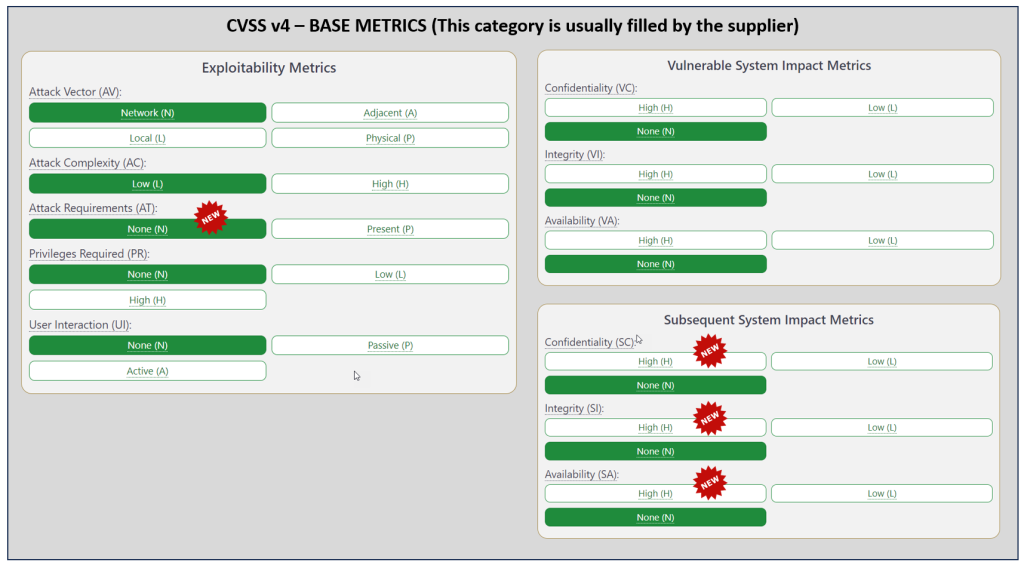 CVSS v4 – BASE METRICS (This category is usually filled by the supplier)
Exploitability Metrics
Attack Vector (AV):
Network (N) Adjacent (A)
Local (L) Physical (P)
Attack Complexity (AC):
Low (L) High (H)
Attack Requirements (AT):
NEW
None (N) Present (P)
Privileges Required (PR):
None (N) Low (L)
High (H)
User Interaction (UI):
None (N) Passive (P)
Active (A)
Vulnerable System Impact Metrics
Confidentiality (VC):
High (H) Low (L)
None (N)
Integrity (VI):
High (H) Low (L)
None (N)
Availability (VA):
High (H) Low (L)
None (N)
Subsequent System Impact Metrics
Confidentiality (SC):
NEW
High (H) Low (L)
None (N)
Integrity (SI):
NEW
High (H) Low (L)
None (N)
Availability (SA):
NEW
High (H) Low (L)
None (N)